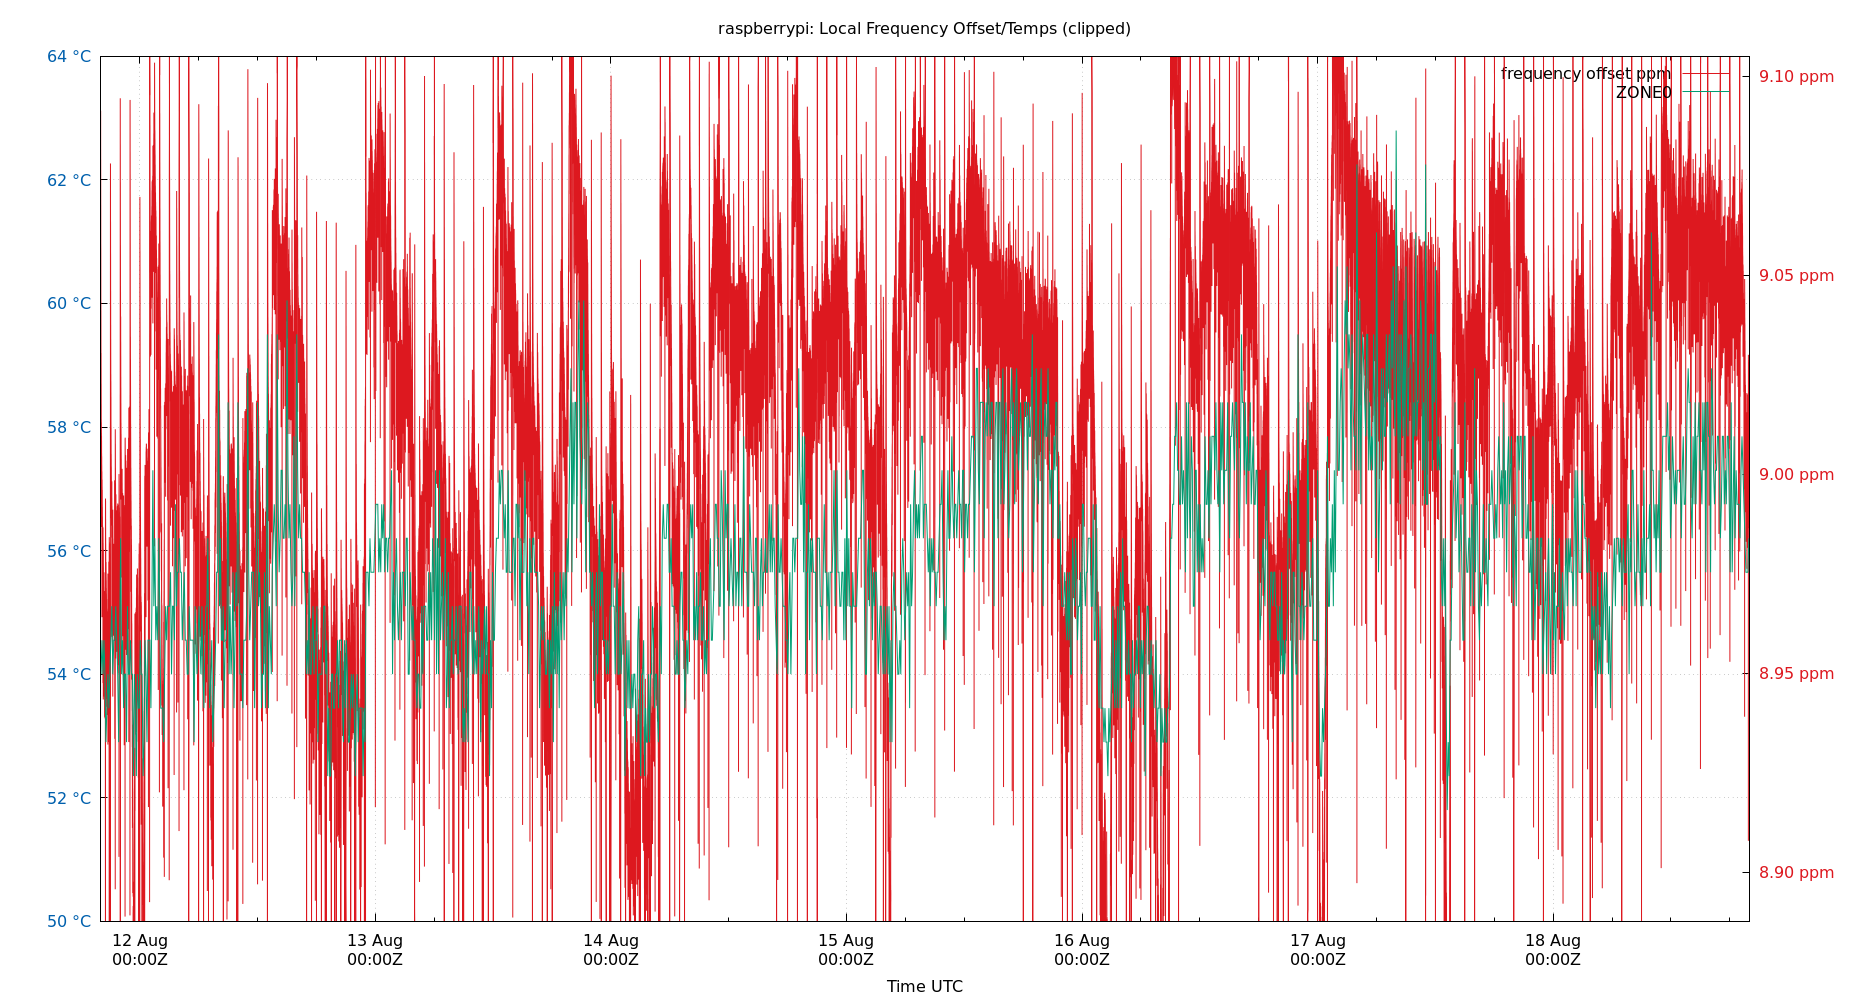 raspberrypi: Local Frequency Offset/Temps (clipped)
64 °C
62 °C
60 °C
58 °C
56 °C
54 °C
52 °C
50 °C
9.10 ppm
9.05 ppm
9.00 ppm
8.95 ppm
8.90 ppm
frequency offset ppm
ZONE0
12 Aug
00:00Z
13 Aug
00:00Z
14 Aug
00:00Z
15 Aug
00:00Z
16 Aug
00:00Z
17 Aug
00:00Z
18 Aug
00:00Z
Time UTC